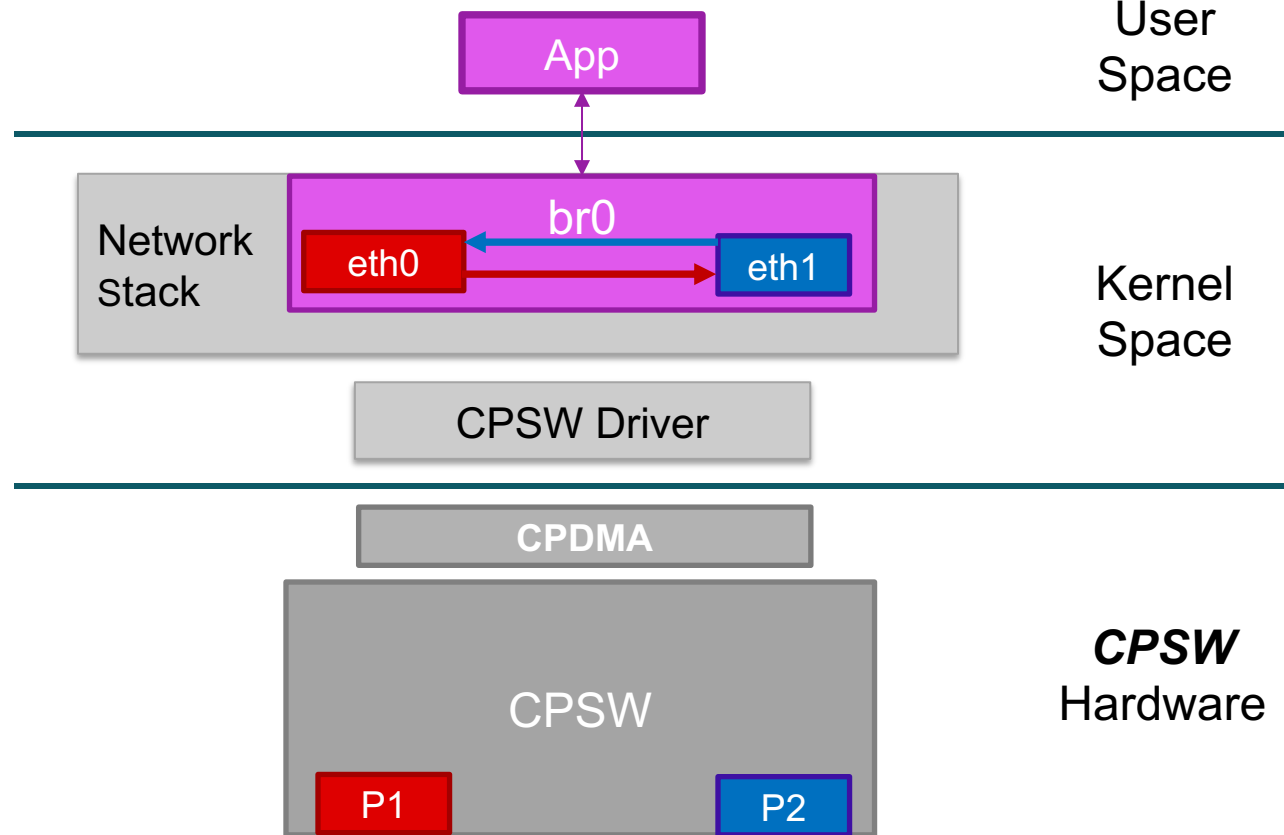 User
Space
App
Network
Stack
br0
eth0
eth1
Kernel
Space
CPSW Driver
CPDMA
CPSW
Hardware
CPSW
P1
P2